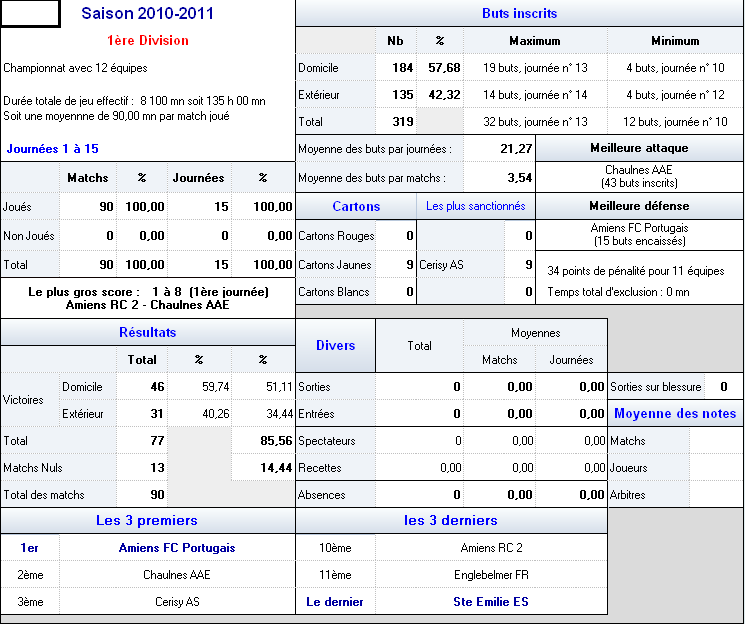 Saison 2010-2011
1ère Division
Championnat avec 12 équipes
Durée totale de jeu effectif : 8 100 mn soit 135 h 00 mn
Soit une moyennne de 90,00 mn par match joué
Journées 1 à 15
Matchs % Journées %
Joués 90 100,00 15 100,00
Non Joués 0 0,00 0 0,00
Total 90 100,00 15 100,00
Le plus gros score : 1 à 8 (1ère journée)
Amiens RC 2 - Chaulnes AAE
Buts inscrits
Nb % Maximum Minimum
Domicile 184 57,68 19 buts, journée n° 13 4 buts, journée n° 10
Extérieur 135 42,32 14 buts, journée n° 14 4 buts, journée n° 12
Total 319 32 buts, journée n° 13 12 buts, journée n° 10
Moyenne des buts par journées : 21,27
Moyenne des buts par matchs : 3,54
Meilleure attaque
Chaulnes AAE
(43 buts inscrits)
Cartons Les plus sanctionnés
Cartons Rouges 0 0
Cartons Jaunes 9 Cerisy AS 9
Cartons Blancs 0 0
Meilleure défense
Amiens FC Portugais
(15 buts encaissés)
34 points de pénalité pour 11 équipes
Temps total d'exclusion : 0 mn
Résultats
Total % %
Victoires
Domicile 46 59,74 51,11
Extérieur 31 40,26 34,44
Total 77 85,56
Matchs Nuls 13 14,44
Total des matchs 90
Divers Total Moyennes
Matchs Journées
Sorties 0 0,00 0,00
Entrées 0 0,00 0,00
Spectateurs 0 0,00 0,00
Recettes 0,00 0,00 0,00
Absences 0 0,00 0,00
Sorties sur blessure 0
Moyenne des notes
Matchs
Joueurs
Arbitres
Les 3 premiers
1er Amiens FC Portugais
2ème Chaulnes AAE
3ème Cerisy AS
les 3 derniers
10ème Amiens RC 2
11ème Englebelmer FR
Le dernier Ste Emilie ES